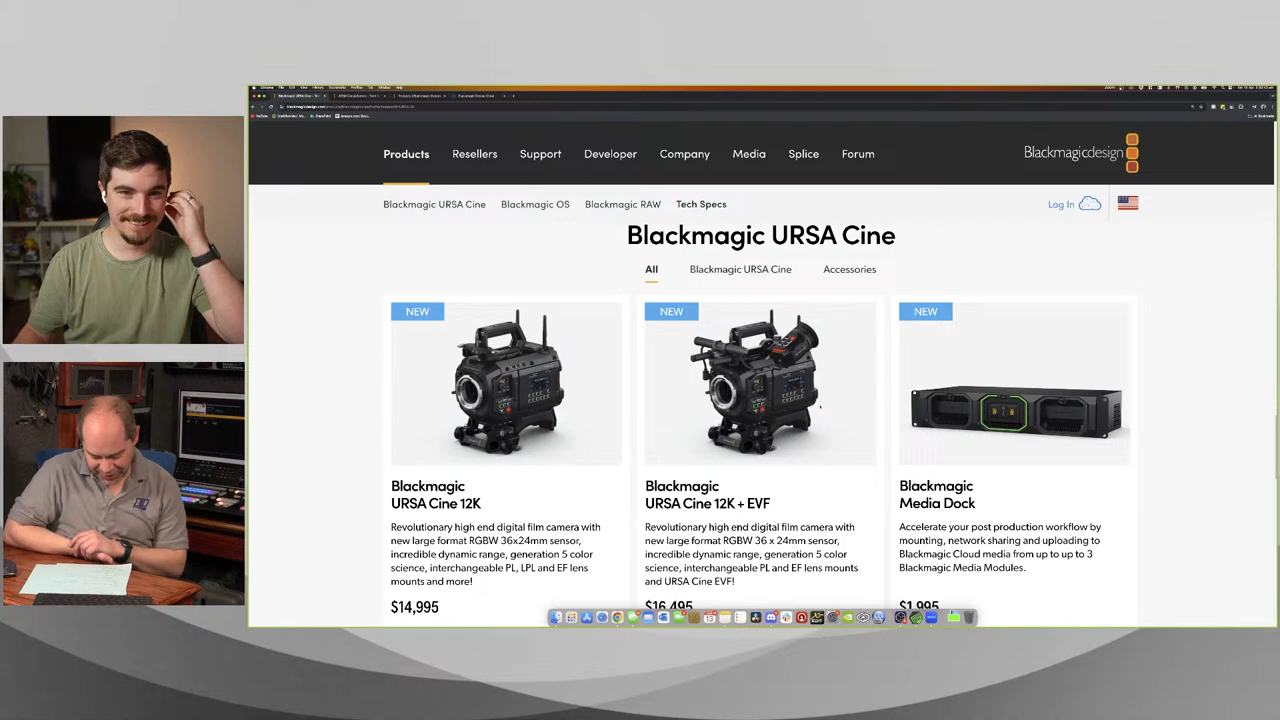 Products
Resellers
Support
Developer
Company
Media
Splice
Forum
Blackmagicdesign
Blackmagic URSA Cine
Blackmagic OS
Blackmagic RAW
Tech Specs
Log In
Blackmagic URSA Cine
All
Blackmagic URSA Cine
Accessories
NEW
Blackmagic
URSA Cine 12K
Revolutionary high end digital film camera with
new large format RGBW 36x24mm sensor,
incredible dynamic range, generation 5 color
science, interchangeable PL, LPL and EF lens
mounts and more!
$14,995
NEW
Blackmagic
URSA Cine 12K + EVF
Revolutionary high end digital film camera with
new large format RGBW 36 x 24mm sensor,
incredible dynamic range, generation 5 color
science, interchangeable PL and EF lens mounts
and URSA Cine EVF!
$16,495
NEW
Blackmagic
Media Dock
Accelerate your post production workflow by
mounting, network sharing and uploading to
Blackmagic Cloud media from up to up to 3
Blackmagic Media Modules.
$1,995